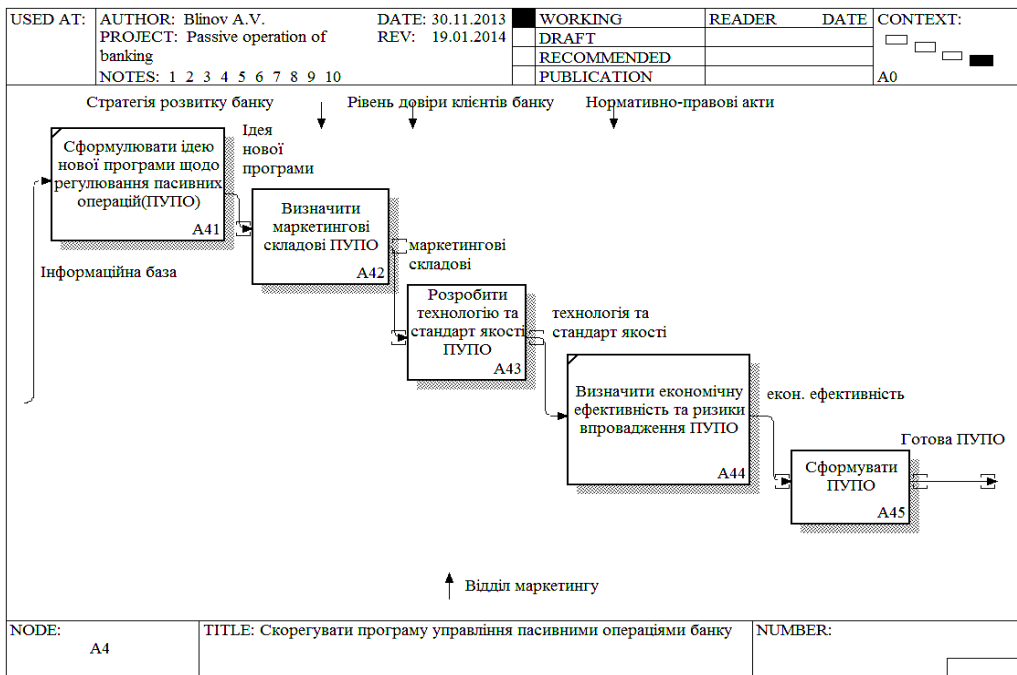 USED AT:
AUTHOR: Blinov A.V.
DATE: 30.11.2013
PROJECT: Passive operation of
banking
REV: 19.01.2014
NOTES: 1 2 3 4 5 6 7 8 9 10
WORKING
DRAFT
RECOMMENDED
PUBLICATION
READER DATE
CONTEXT:
A0
Стратегія розвитку банку
Рівень довіри клієнтів банку
Нормативно-правові акти
Сформулювати ідею
нової програми щодо
регулювання пасивних
операцій(ПУПО)
A41
Ідея
нової
програми
Визначити
маркетингові
складові ПУПО
A42
Інформаційна база
маркетингові
складові
Розробити
технологію та
стандарт якості
ПУПО
A43
технологія та
стандарт якості
Визначити економічну
ефективність та ризики
впровадження ПУПО
A44
екон. ефективність
Сформувати
ПУПО
A45
Готова ПУПО
Відділ маркетингу
NODE:
A4
TITLE: Скорегувати програму управління пасивними операціями банку
NUMBER: